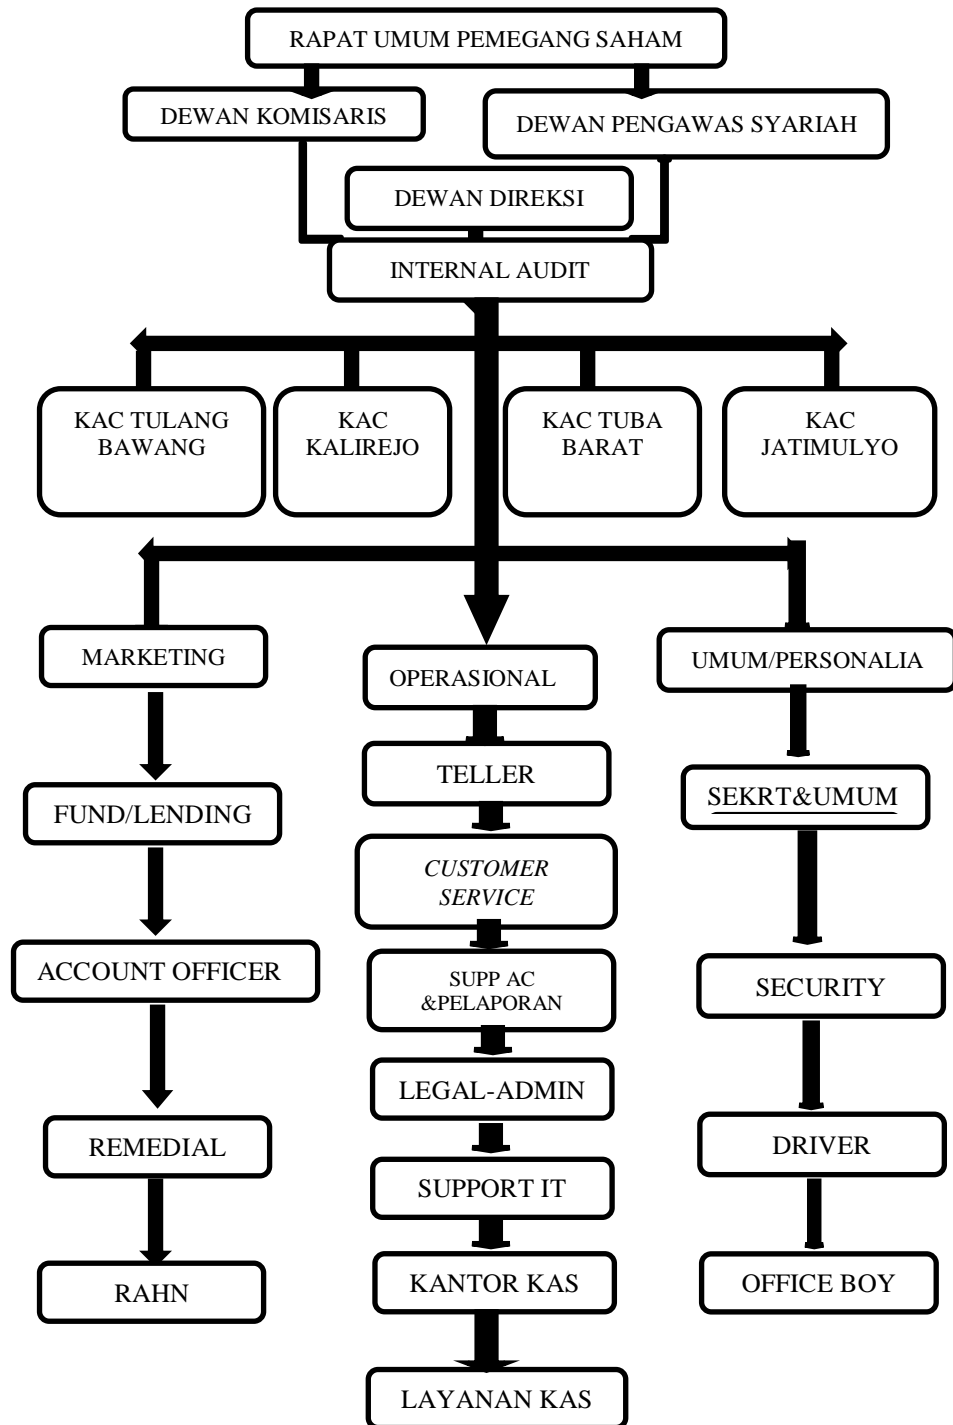 RAPAT UMUM PEMEGANG SAHAM
DEWAN KOMISARIS
DEWAN PENGAWAS SYARIAH
DEWAN DIREKSI
INTERNAL AUDIT
KAC TULANG
BAWANG
KAC
KALIREJO
KAC TUBA
BARAT
KAC
JATIMULYO
MARKETING
OPERASIONAL
UMUM/PERSONALIA
TELLER
SEKRT&UMUM
FUND/LENDING
CUSTOMER
SERVICE
ACCOUNT OFFICER
SUPP AC
&PELAPORAN
SECURITY
LEGAL-ADMIN
REMEDIAL
DRIVER
SUPPORT IT
RAHN
KANTOR KAS
OFFICE BOY
LAYANAN KAS